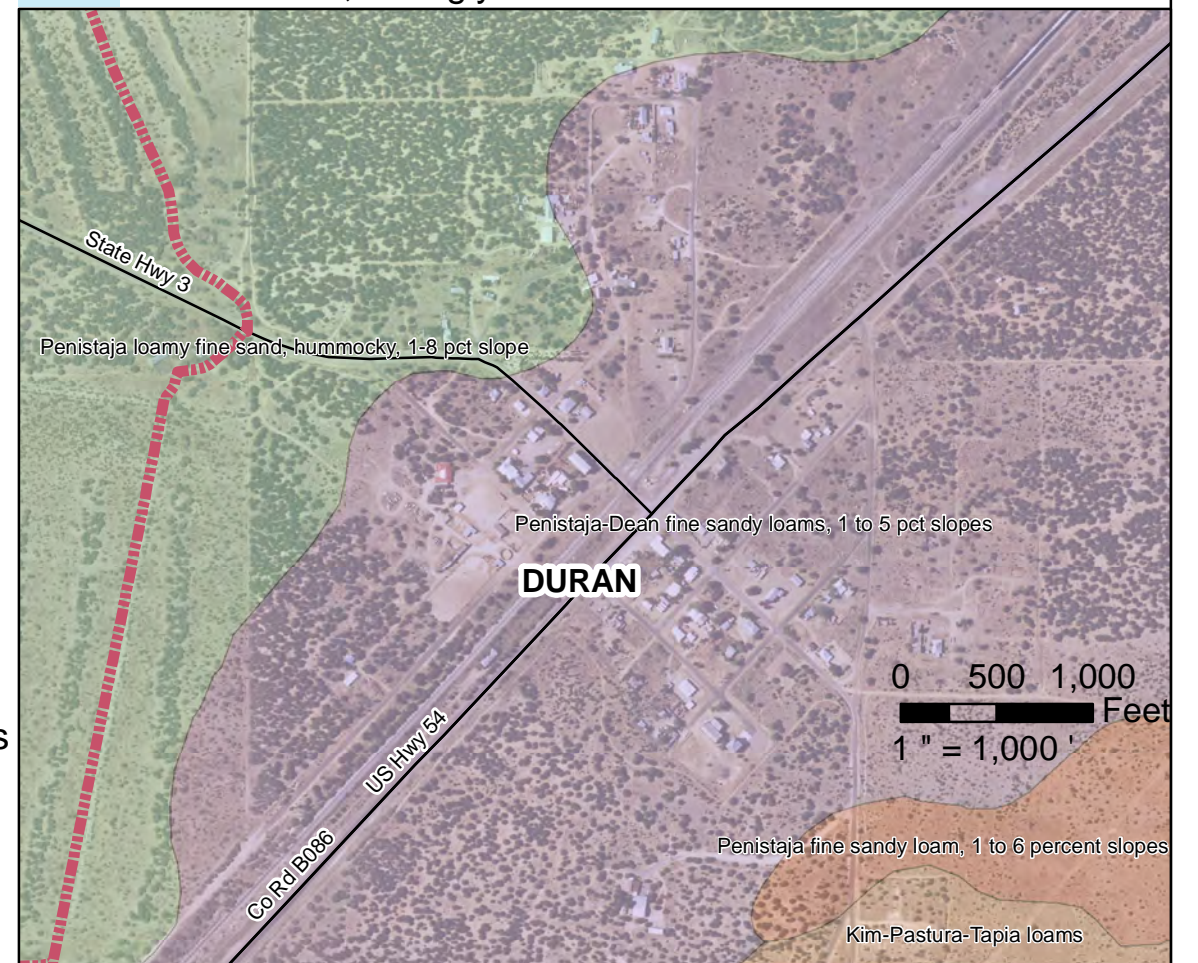 State Hwy 3
Penistaja loamy fine sand, hummocky, 1-8 pct slope
Penistaja-Dean fine sandy loams, 1 to 5 pct slopes
DURAN
0 500 1,000
Feet
1 " = 1,000 '
US Hwy 54
s
Penistaja fine sandy loam, 1 to 6 percent slopes
Co Rd B086
Kim-Pastura-Tapia loams